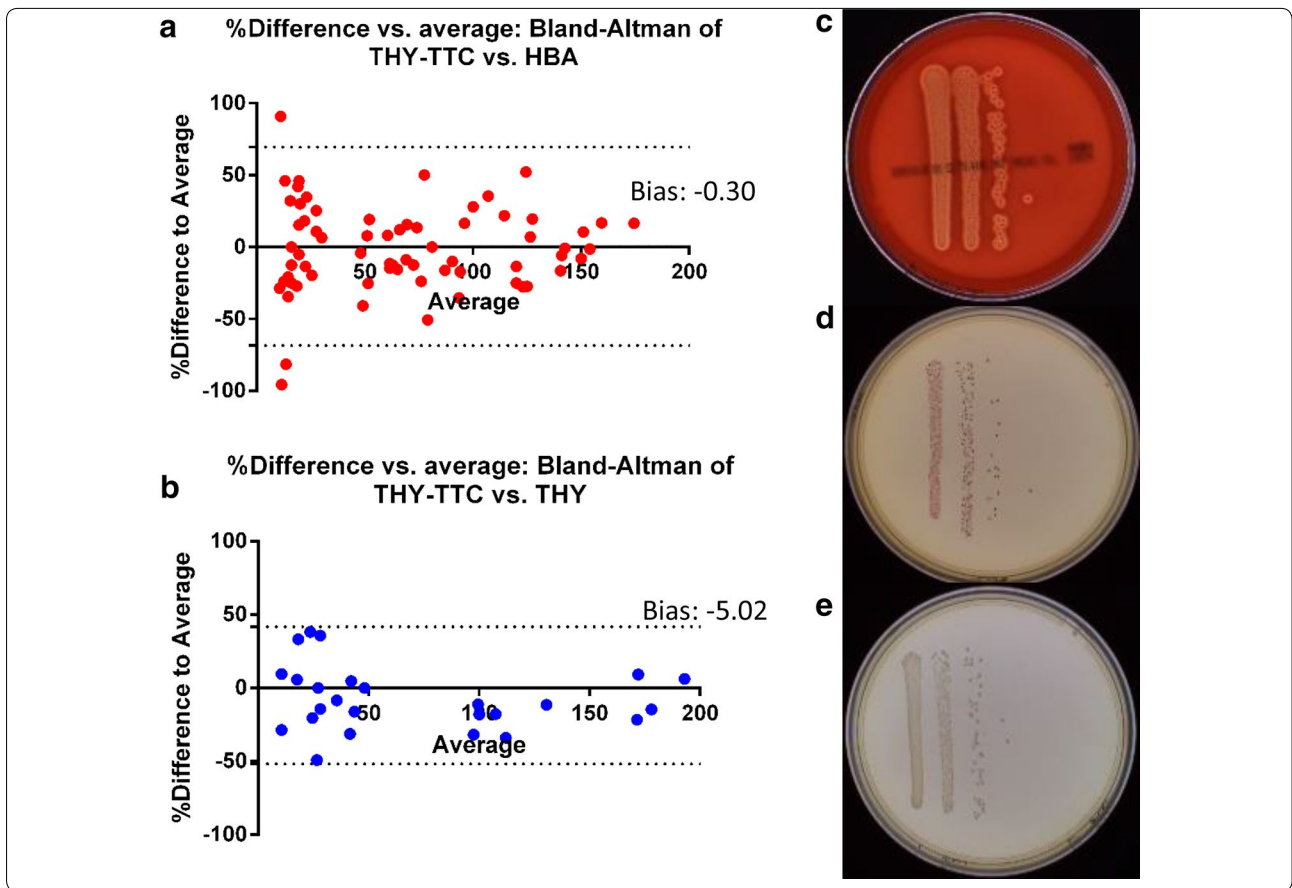 a
%Difference vs. average: Bland-Altman of
THY-TTC vs. HBA
%Difference to Average
100
50
0
-50
-100
50
100
150
200
Bias: -0.30
Average
b
%Difference vs. average: Bland-Altman of
THY-TTC vs. THY
%Difference to Average
100
50
0
-50
-100
50
100
150
200
Bias: -5.02
Average
c
d
e